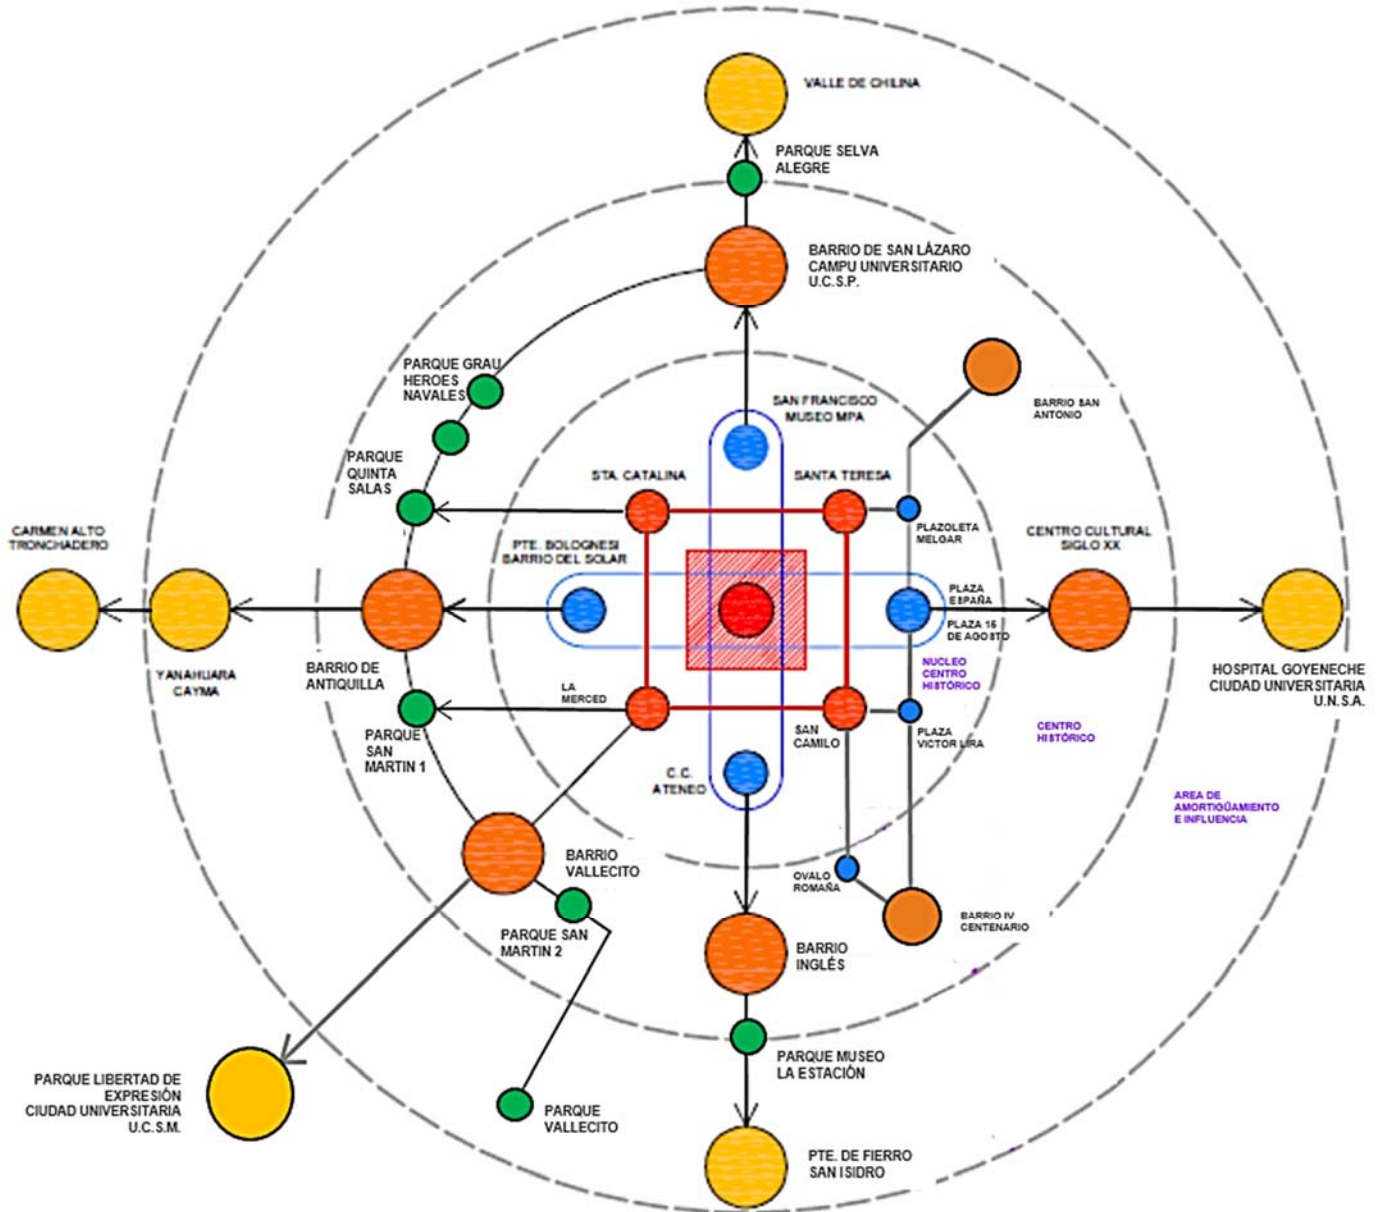 VALLE DE CHILINA
PARQUE SELVA
ALEGRE
BARRIO DE SAN LÁZARO
CAMPU UNIVERSITARIO
U.C.S.P.
PARQUE GRAU
HEROES
NAVALES
SAN FRANCISCO
MUSEO MPA
BARRIO SAN
ANTONIO
PARQUE
QUINTA
SALAS
STA. CATALINA
SANTA TERESA
CARMEN ALTO
TRONCHADERO
PTE. BOLOGNESI
BARRIO DEL SOLAR
PLAZOLETA
MELGAR
CENTRO CULTURAL
SIGLO XX
PLAZA
ESPAÑA
PLAZA 16
DE AGOSTO
YANAHUARA
CAYMA
BARRIO DE
ANTIQUILLA
LA
MERCED
NUCLEO
CENTRO
HISTÓRICO
HOSPITAL GOYENECHE
CIUDAD UNIVERSITARIA
U.N.S.A.
PARQUE
SAN
MARTIN 1
SAN
CAMILO
PLAZA
VICTOR LIRA
CENTRO
HISTÓRICO
C.C.
ATENEO
AREA DE
AMORTIGÜAMIENTO
E INFLUENCIA
BARRIO
VALLECITO
OVALO
ROMAÑA
PARQUE SAN
MARTIN 2
BARRIO
INGLÉS
BARRIO IV
CENTENARIO
PARQUE MUSEO
LA ESTACIÓN
PARQUE LIBERTAD DE
EXPRESIÓN
CIUDAD UNIVERSITARIA
U.C.S.M.
PARQUE
VALLECITO
PTE. DE FIERRO
SAN ISIDRO